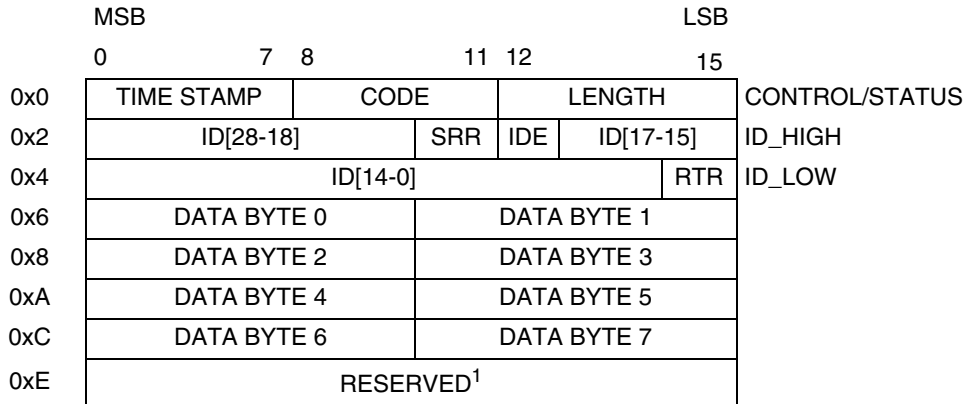 MSB LSB
0 7 8 11 12 15
0x0 TIME STAMP CODE LENGTH CONTROL/STATUS
0x2 ID[28-18] SRR IDE ID[17-15] ID_HIGH
0x4 ID[14-0] RTR ID_LOW
0x6 DATA BYTE 0 DATA BYTE 1
0x8 DATA BYTE 2 DATA BYTE 3
0xA DATA BYTE 4 DATA BYTE 5
0xC DATA BYTE 6 DATA BYTE 7
0xE RESERVED1